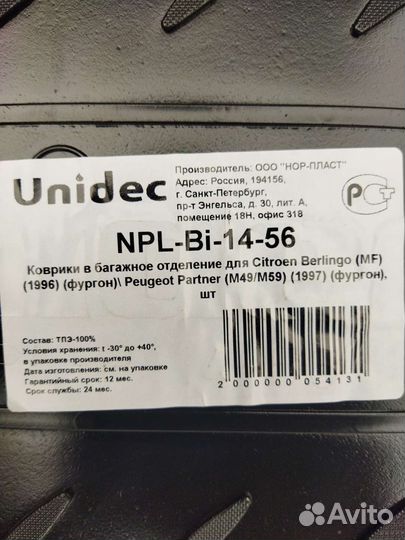 Unidec
Производитель: ООО "НОР-ПЛАСТ"
Адрес: Россия, 194156,
г. Санкт-Петербург,
пр-т Энгельса, д. 30, лит. А,
помещение 18Н, офис 318
РСТ
NPL-Bi-14-56
Коврики в багажное отделение для Citroen Berlingo (MF)
(1996) (фургон)\ Peugeot Partner (M49/M59) (1997) (фургон),
шт
Состав: ТПЭ-100%
Условия хранения: t -30° до +40°,
в упаковке производителя
Дата изготовления: см. на упаковке
Гарантийный срок: 12 мес.
Срок службы: 24 мес.
2 000000 054131
Avito